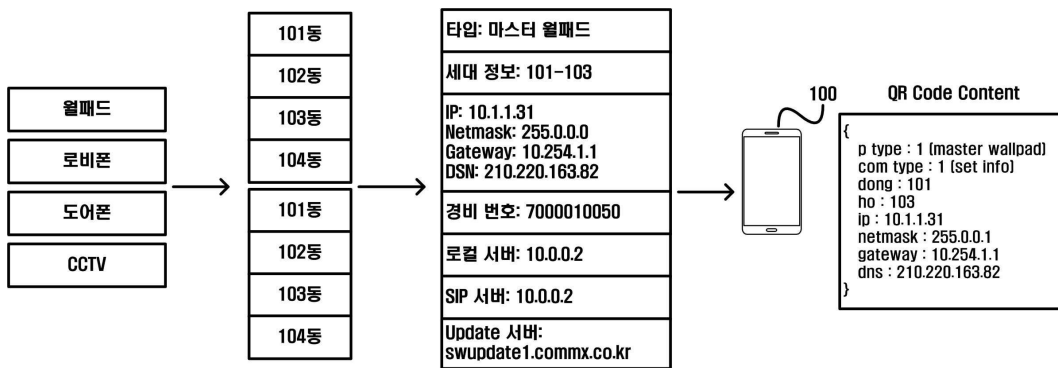 월패드
로비폰
도어폰
CCTV
101동
102동
103동
104동
101동
102동
103동
104동
타입: 마스터 월패드
세대 정보: 101-103
IP: 10.1.1.31
Netmask: 255.0.0.0
Gateway: 10.254.1.1
DSN: 210.220.163.82
경비 번호: 7000010050
로컬 서버: 10.0.0.2
SIP 서버: 10.0.0.2
Update 서버:
swupdate1.commx.co.kr
100
QR Code Content
{
p type : 1 (master wallpad)
com type : 1 (set info)
dong : 101
ho : 103
ip : 10.1.1.31
netmask : 255.0.0.1
gateway : 10.254.1.1
dns : 210.220.163.82
}